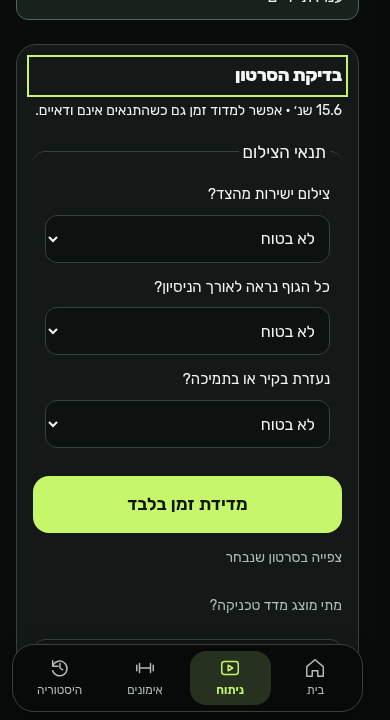 בדיקת הסרטון
15.6 שנ׳ • אפשר למדוד זמן גם כשהתנאים אינם ודאיים.
תנאי הצילום
צילום ישירות מהצד?
לא בטוח
כל הגוף נראה לאורך הניסיון?
לא בטוח
נעזרת בקיר או בתמיכה?
לא בטוח
מדידת זמן בלבד
צפייה בסרטון שנבחר
מתי מוצג מדד טכניקה?
בית
ניתוח
אימונים
היסטוריה